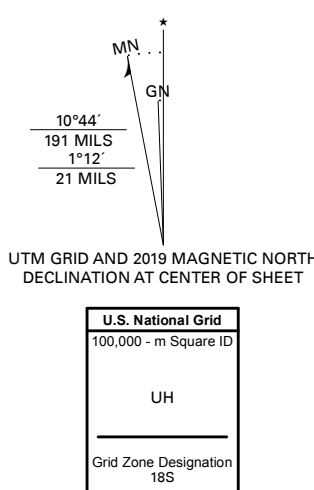 ★
MN
GN
10°44´
191 MILS
1°12´
21 MILS
UTM GRID AND 2019 MAGNETIC NORTH
DECLINATION AT CENTER OF SHEET
U.S. National Grid
100,000 - m Square ID
UH
Grid Zone Designation
18S